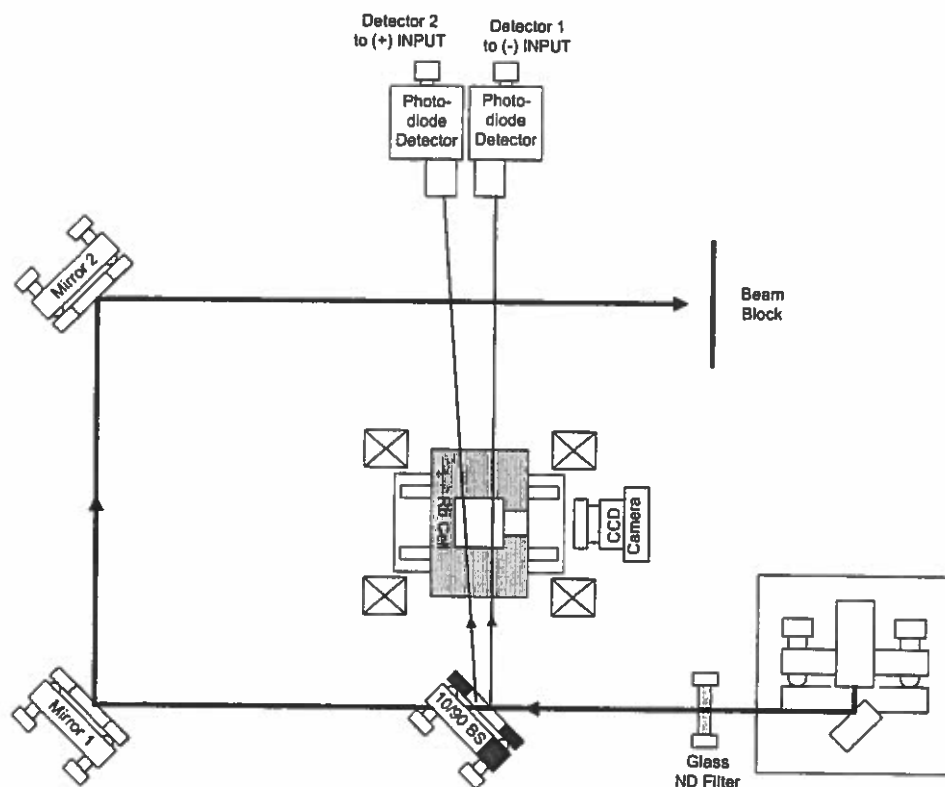 Detector 2
to (+) INPUT
Detector 1
to (-) INPUT
Photo-
diode
Detector
Photo-
diode
Detector
Mirror 2
Beam
Block
Rb Cell
CCD
Camera
Mirror 1
10/90 BS
Glass
ND Filter